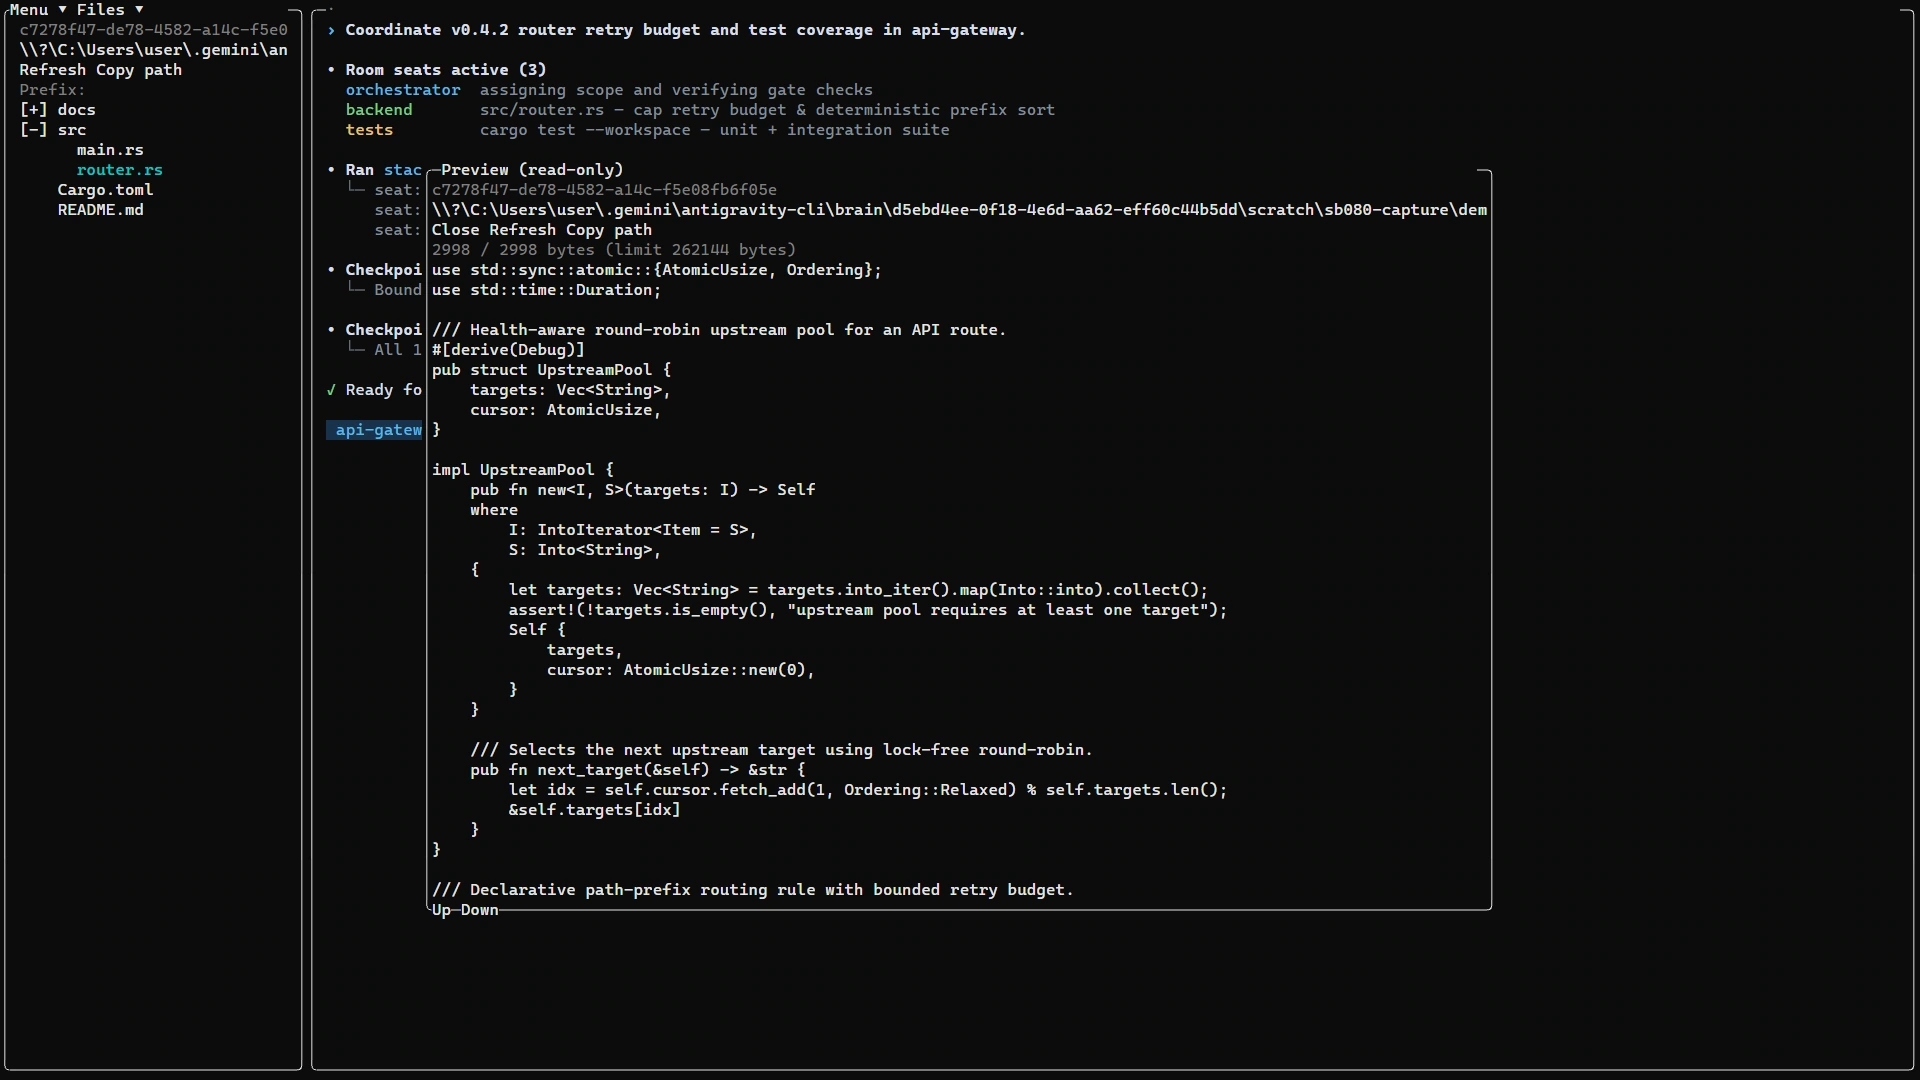 Menu ▼ Files ▼
c7278f47-de78-4582-a14c-f5e0
\\?\C:\Users\user\.gemini\an
Refresh Copy path
Prefix:
[+] docs
[-] src
main.rs
router.rs
Cargo.toml
README.md
› Coordinate v0.4.2 router retry budget and test coverage in api-gateway.
• Room seats active (3)
orchestrator  assigning scope and verifying gate checks
backend  src/router.rs — cap retry budget & deterministic prefix sort
tests  cargo test --workspace — unit + integration suite
• Ran stac
└─ seat:
seat:
seat:
• Checkpoi
└─ Bound
• Checkpoi
└─ All 1
✓ Ready fo
api-gatew
Preview (read-only)
c7278f47-de78-4582-a14c-f5e08fb6f05e
\\?\C:\Users\user\.gemini\antigravity-cli\brain\d5ebd4ee-0f18-4e6d-aa62-eff60c44b5dd\scratch\sb080-capture\dem
Close Refresh Copy path
2998 / 2998 bytes (limit 262144 bytes)
use std::sync::atomic::{AtomicUsize, Ordering};
use std::time::Duration;
/// Health-aware round-robin upstream pool for an API route.
#[derive(Debug)]
pub struct UpstreamPool {
    targets: Vec<String>,
    cursor: AtomicUsize,
}
impl UpstreamPool {
    pub fn new<I, S>(targets: I) -> Self
    where
        I: IntoIterator<Item = S>,
        S: Into<String>,
    {
        let targets: Vec<String> = targets.into_iter().map(Into::into).collect();
        assert!(!targets.is_empty(), "upstream pool requires at least one target");
        Self {
            targets,
            cursor: AtomicUsize::new(0),
        }
    }
    /// Selects the next upstream target using lock-free round-robin.
    pub fn next_target(&self) -> &str {
        let idx = self.cursor.fetch_add(1, Ordering::Relaxed) % self.targets.len();
        &self.targets[idx]
    }
}
/// Declarative path-prefix routing rule with bounded retry budget.
Up Down